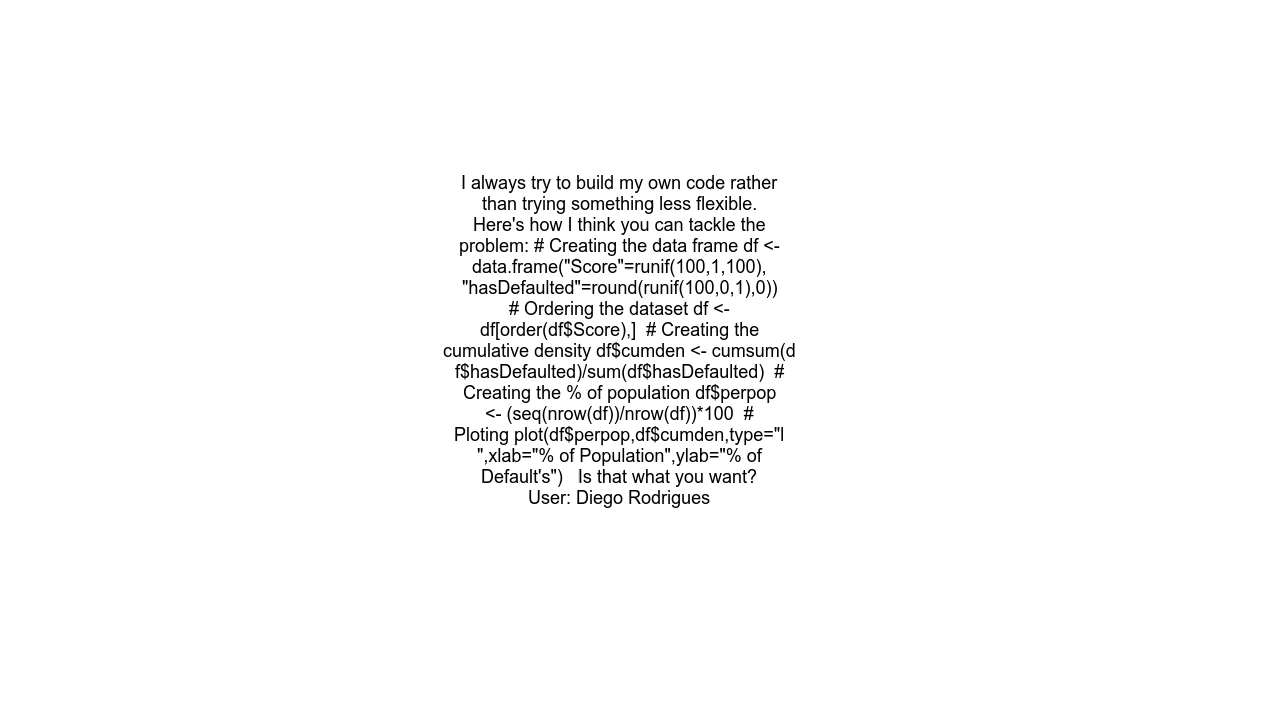 I always try to build my own code rather
than trying something less flexible.
Here's how I think you can tackle the
problem: # Creating the data frame df <-
data.frame("Score"=runif(100,1,100),
"hasDefaulted"=round(runif(100,0,1),0))
# Ordering the dataset df <-
df[order(df$Score),]  # Creating the
cumulative density df$cumden <- cumsum(d
f$hasDefaulted)/sum(df$hasDefaulted)  #
Creating the % of population df$perpop
<- (seq(nrow(df))/nrow(df))*100  #
Ploting plot(df$perpop,df$cumden,type="l
",xlab="% of Population",ylab="% of
Default's")   Is that what you want?
User: Diego Rodrigues